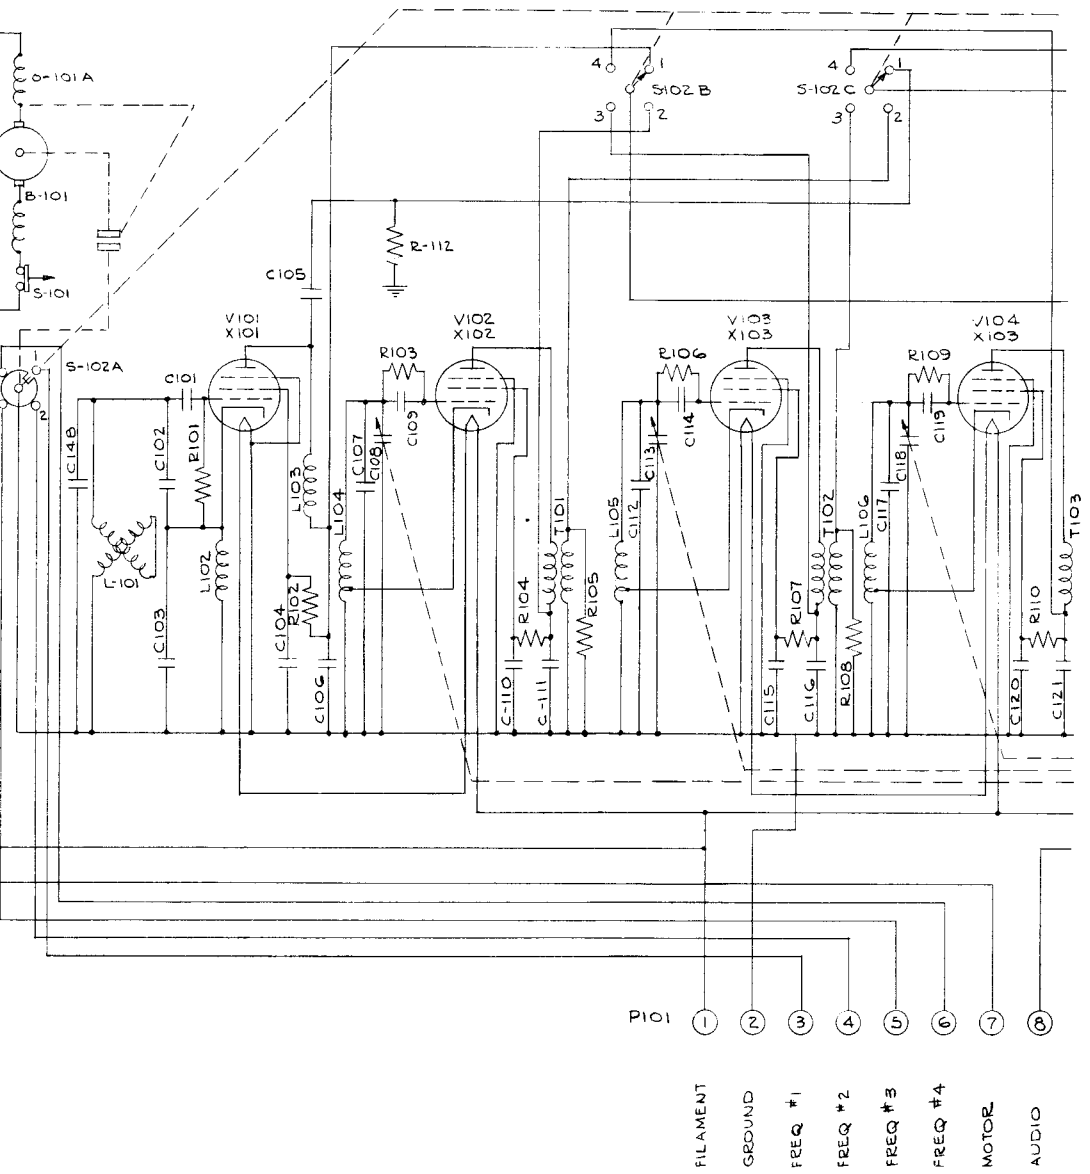 4
1
S-102B
3
2
4
1
S-102C
3
2
O-101A
B-101
S-101
R-112
C105
V101
X101
V102
X102
V103
X103
V104
X103
S-102A
2
C101
R103
R106
R109
C148
C102
R101
L103
L104
C107
C108
C109
C113
C114
C118
C119
L-101
L102
C103
C104
R102
C106
R104
T101
R105
C-110
C-111
L105
C112
R107
T102
R108
C115
C116
L106
C117
R110
T103
C120
C121
P101
1
2
3
4
5
6
7
8
FILAMENT
GROUND
FREQ #1
FREQ #2
FREQ #3
FREQ #4
MOTOR
AUDIO